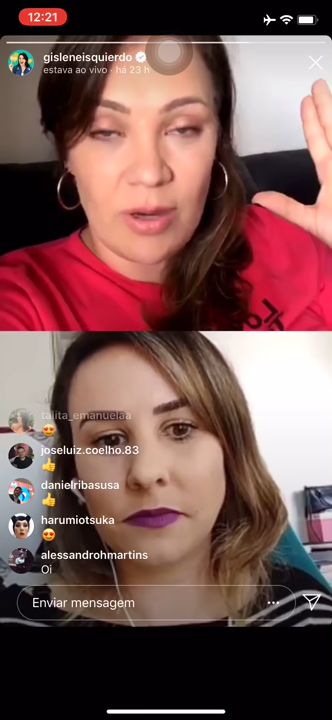 12:21
gisleneisquierdo
estava ao vivo · há 23 h
talita_emanuelaa
joseluiz.coelho.83
danielribasusa
harumiotsuka
alessandrohmartins
Oi
Enviar mensagem